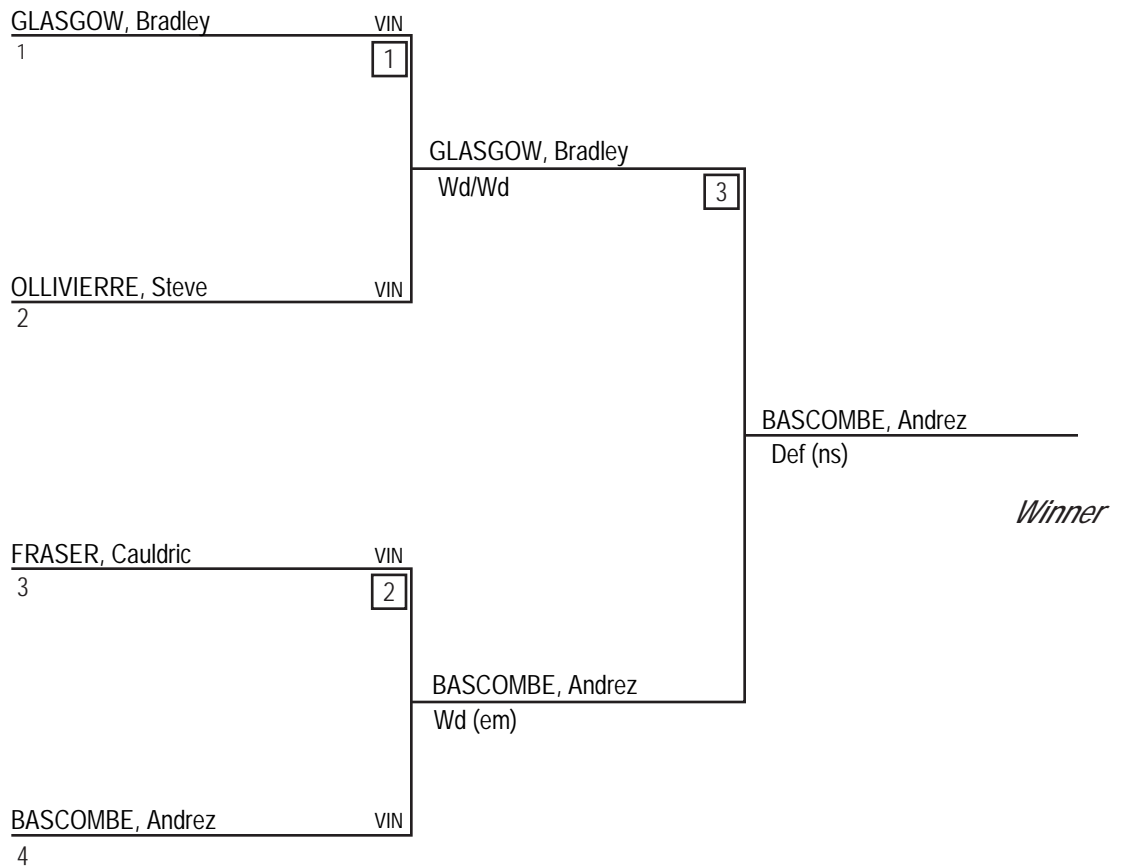 GLASGOW, Bradley VIN
1
1
GLASGOW, Bradley
Wd/Wd
3
OLLIVIERRE, Steve VIN
2
BASCOMBE, Andrez
Def (ns)
Winner
FRASER, Cauldric VIN
3
2
BASCOMBE, Andrez
Wd (em)
BASCOMBE, Andrez VIN
4